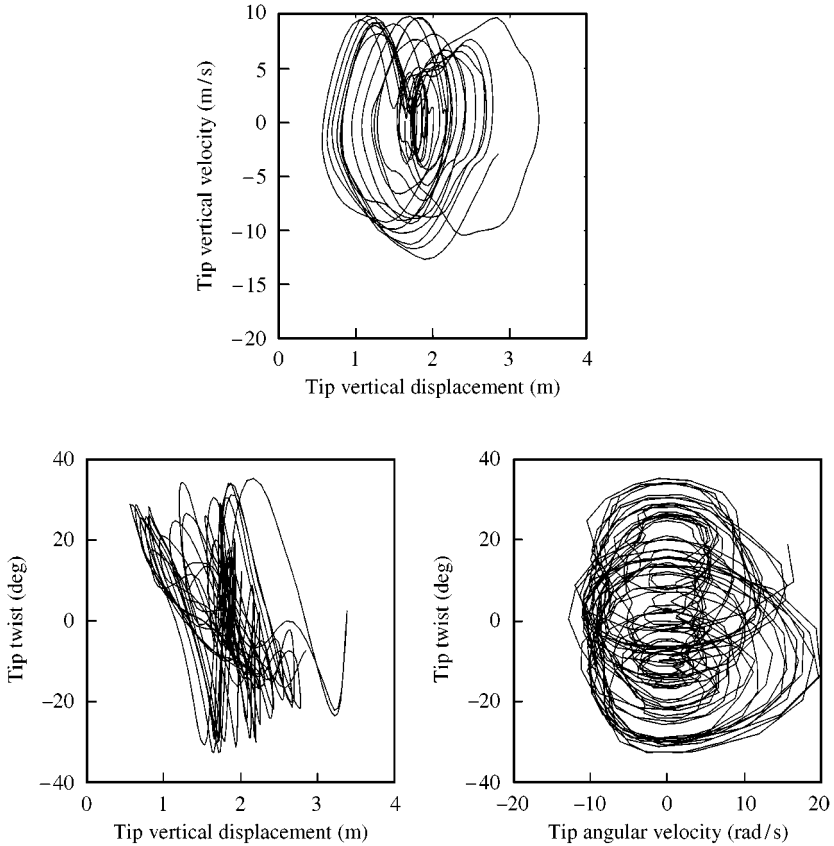 10
5
0
−5
−10
−15
−20
Tip vertical velocity (m/s)
0 1 2 3 4
Tip vertical displacement (m)
40
20
0
−20
−40
Tip twist (deg)
0 1 2 3 4
Tip vertical displacement (m)
40
20
0
−20
−40
Tip twist (deg)
−20 −10 0 10 20
Tip angular velocity (rad/s)